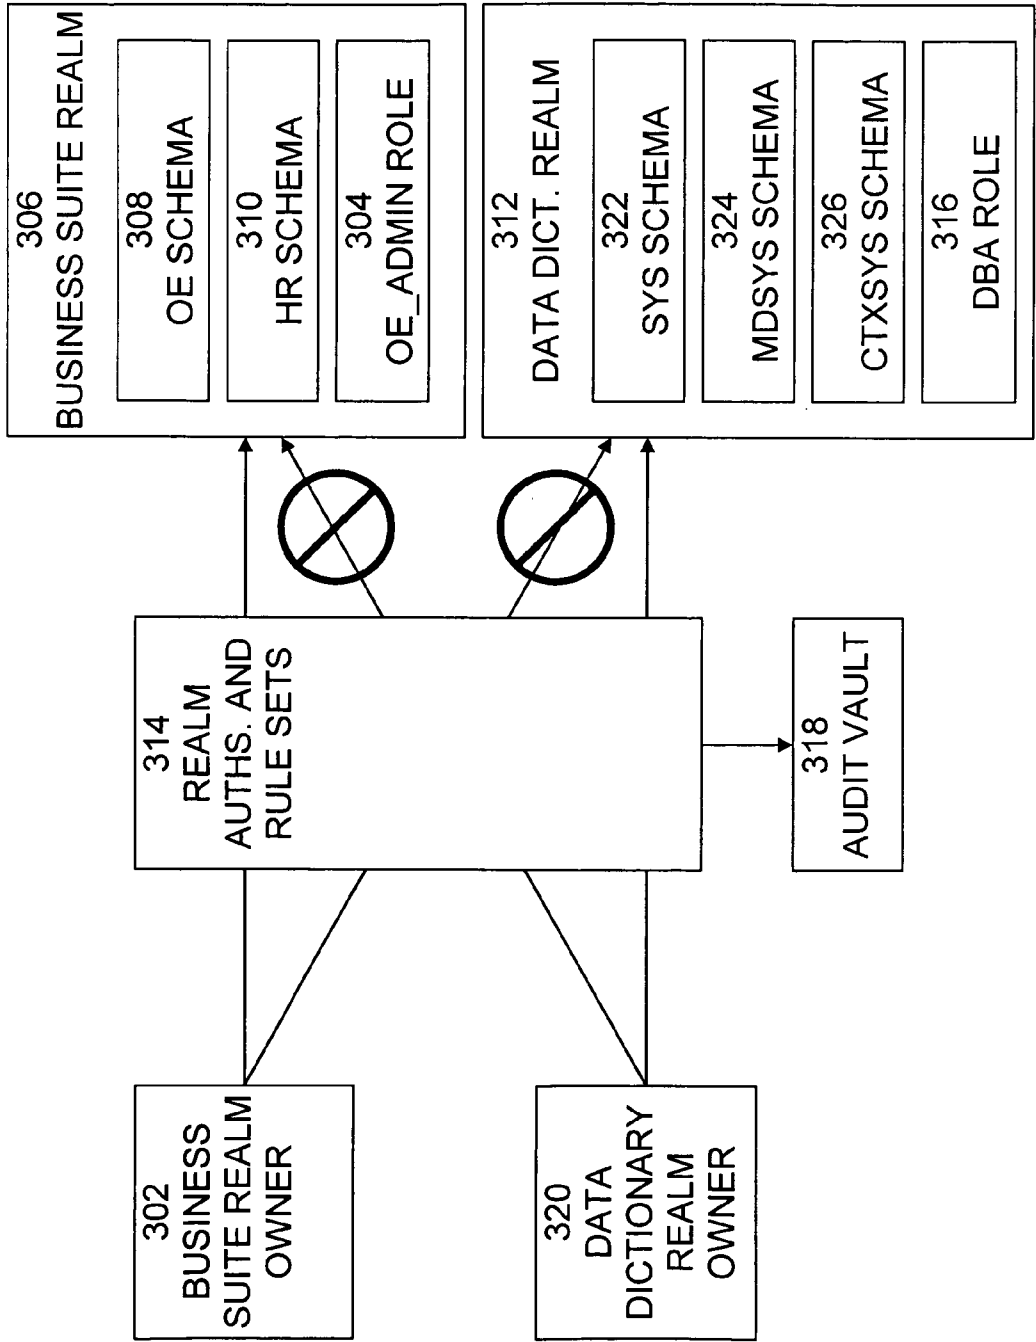 302
BUSINESS
SUITE REALM
OWNER
320
DATA
DICTIONARY
REALM
OWNER
314
REALM
AUTHS. AND
RULE SETS
318
AUDIT VAULT
306
BUSINESS SUITE REALM
308
OE SCHEMA
310
HR SCHEMA
304
OE_ADMIN ROLE
312
DATA DICT. REALM
322
SYS SCHEMA
324
MDSYS SCHEMA
326
CTXSYS SCHEMA
316
DBA ROLE